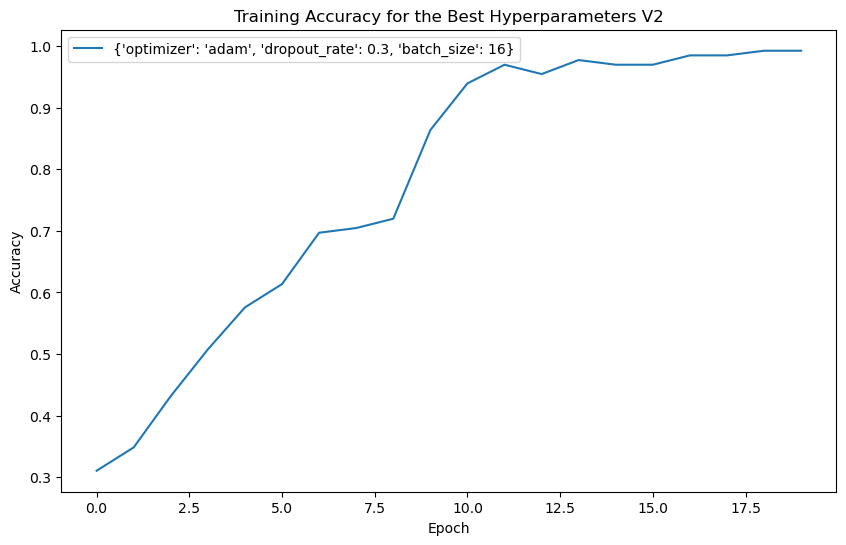 Training Accuracy for the Best Hyperparameters V2
{'optimizer': 'adam', 'dropout_rate': 0.3, 'batch_size': 16}
1.0
0.9
0.8
0.7
0.6
0.5
0.4
0.3
Accuracy
0.0 2.5 5.0 7.5 10.0 12.5 15.0 17.5
Epoch